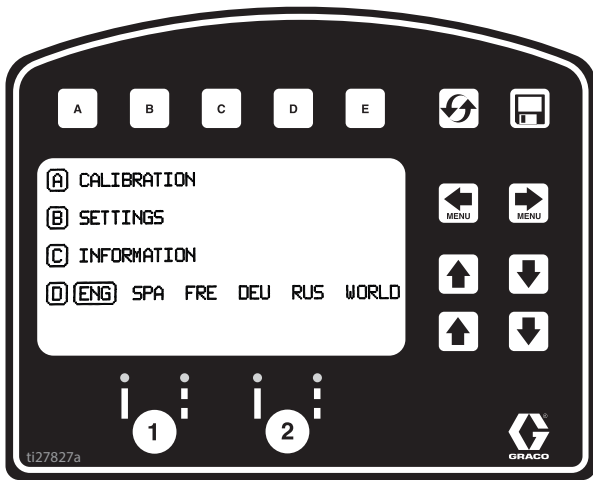 A B C D E
A CALIBRATION
B SETTINGS
C INFORMATION
D ENG SPA FRE DEU RUS WORLD
MENU MENU
1 2
ti27827a
GRACO